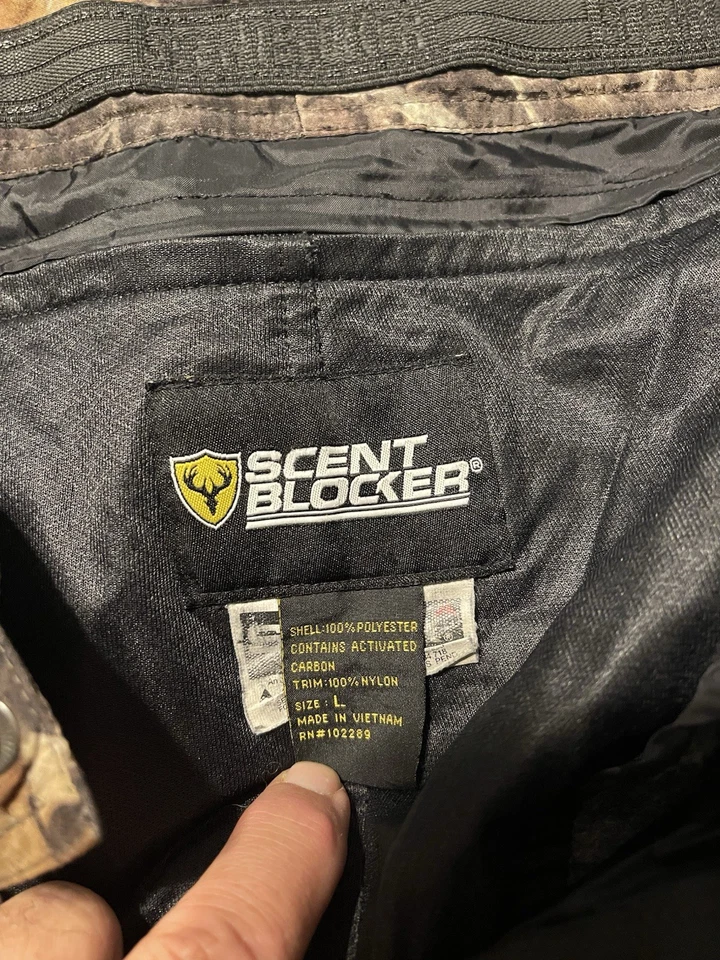 SCENT
BLOCKER®
SHELL:100% POLYESTER
CONTAINS ACTIVATED
CARBON
TRIM:100% NYLON
SIZE: L
MADE IN VIETNAM
RN#102289